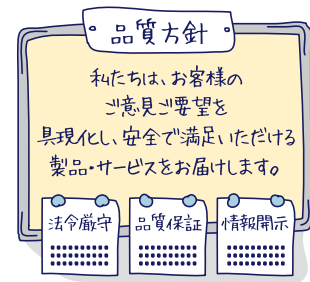 品質方針
私たちは、お客様の
ご意見ご要望を
具現化し、安全で満足いただける
製品・サービスをお届けします。
法令厳守
品質保証
情報開示